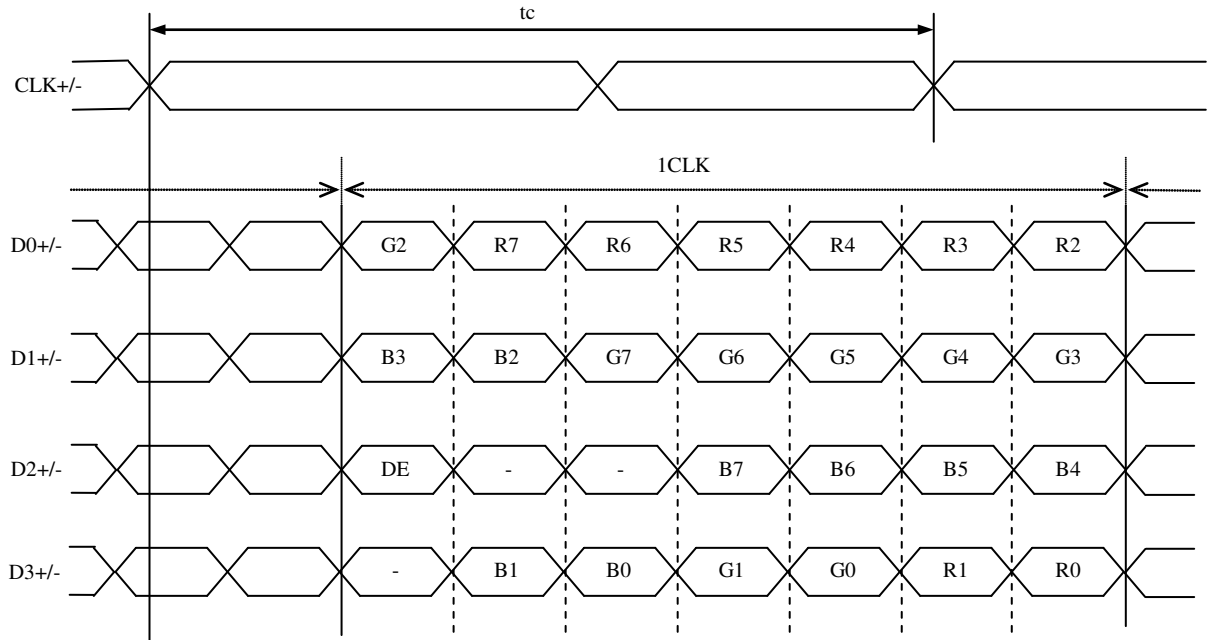 tc
CLK+/-
1CLK
D0+/- G2 R7 R6 R5 R4 R3 R2
D1+/- B3 B2 G7 G6 G5 G4 G3
D2+/- DE - - B7 B6 B5 B4
D3+/- - B1 B0 G1 G0 R1 R0